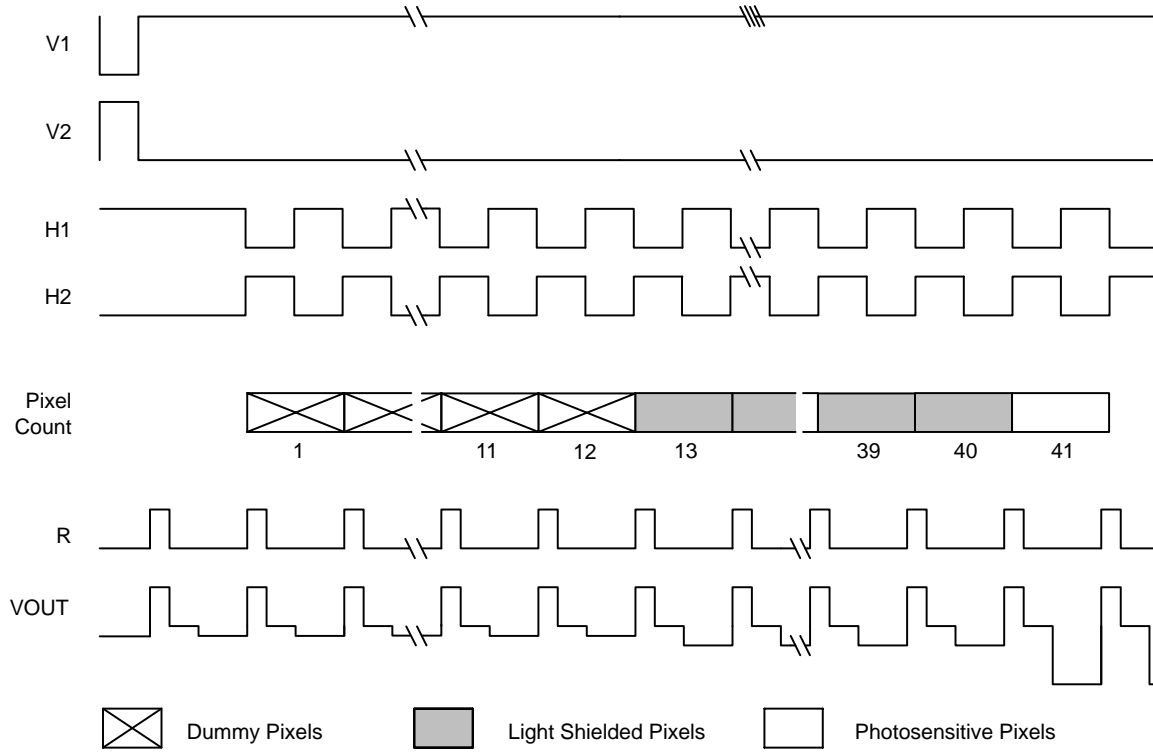 V1
V2
H1
H2
Pixel
Count
1 11 12 13 39 40 41
R
VOUT
Dummy Pixels Light Shielded Pixels Photosensitive Pixels